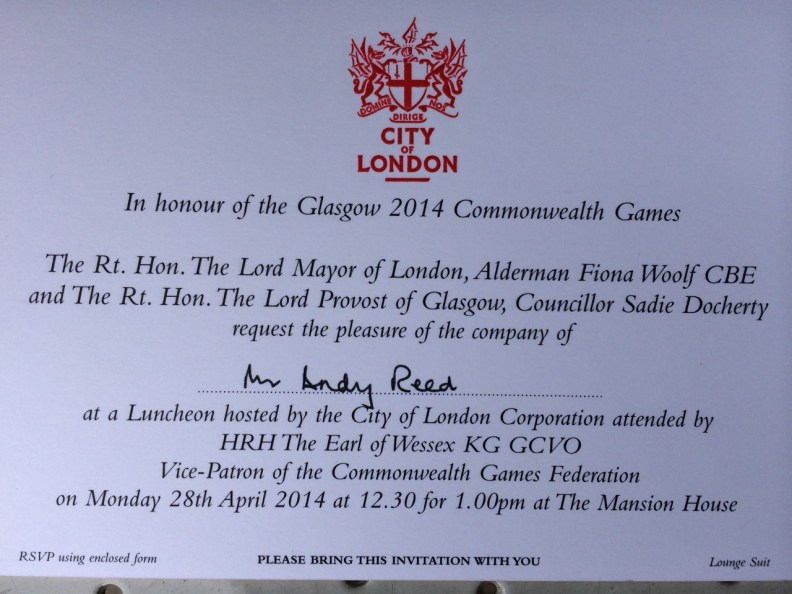 DOMINE DIRIGE NOS
CITY
OF
LONDON
In honour of the Glasgow 2014 Commonwealth Games
The Rt. Hon. The Lord Mayor of London, Alderman Fiona Woolf CBE
and The Rt. Hon. The Lord Provost of Glasgow, Councillor Sadie Docherty
request the pleasure of the company of
Mr Andy Reed
at a Luncheon hosted by the City of London Corporation attended by
HRH The Earl of Wessex KG GCVO
Vice-Patron of the Commonwealth Games Federation
on Monday 28th April 2014 at 12.30 for 1.00pm at The Mansion House
RSVP using enclosed form PLEASE BRING THIS INVITATION WITH YOU Lounge Suit